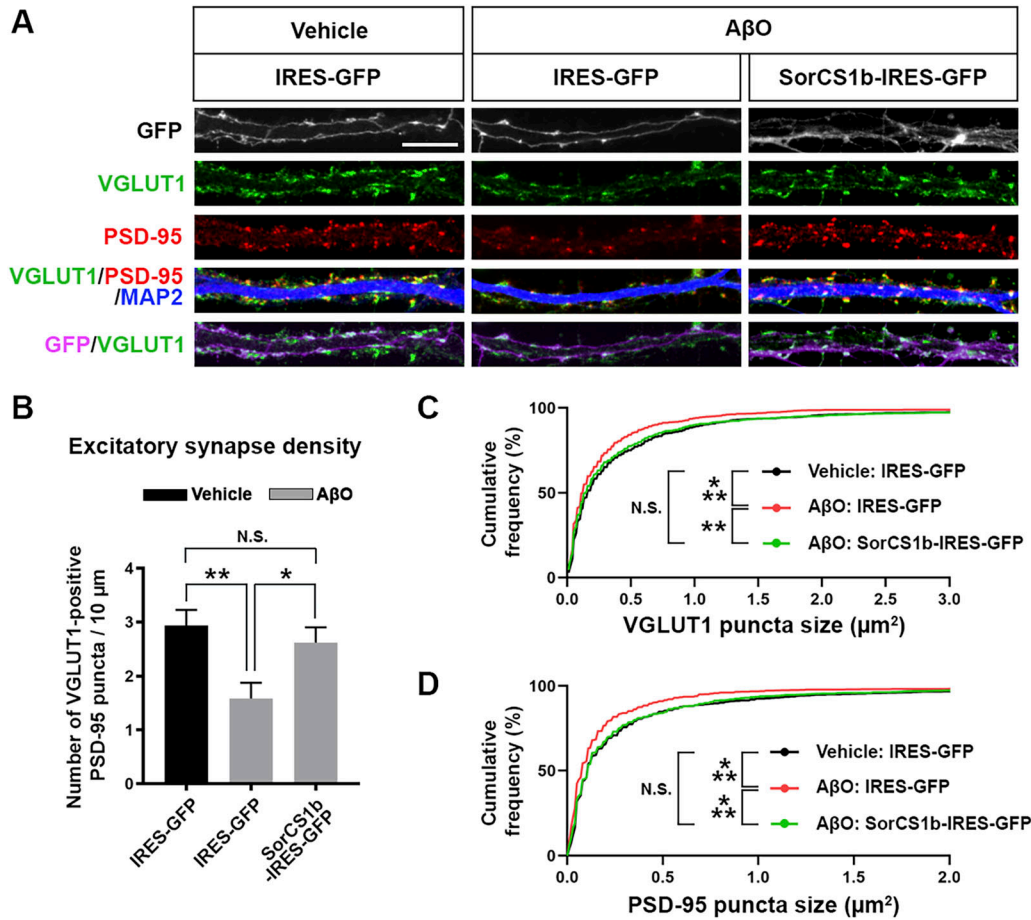 A
Vehicle
AβO
IRES-GFP
IRES-GFP
SorCS1b-IRES-GFP
GFP
VGLUT1
PSD-95
VGLUT1/PSD-95
/MAP2
GFP/VGLUT1
B
Excitatory synapse density
Vehicle
AβO
N.S.
**
*
Number of VGLUT1-positive
PSD-95 puncta / 10 µm
4
3
2
1
0
IRES-GFP
IRES-GFP
SorCS1b
-IRES-GFP
C
Cumulative
frequency (%)
100
50
0
0.0
0.5
1.0
1.5
2.0
2.5
3.0
VGLUT1 puncta size (µm²)
N.S.
*
**
**
Vehicle: IRES-GFP
AβO: IRES-GFP
AβO: SorCS1b-IRES-GFP
D
Cumulative
frequency (%)
100
50
0
0.0
0.5
1.0
1.5
2.0
PSD-95 puncta size (µm²)
N.S.
*
**
*
**
Vehicle: IRES-GFP
AβO: IRES-GFP
AβO: SorCS1b-IRES-GFP